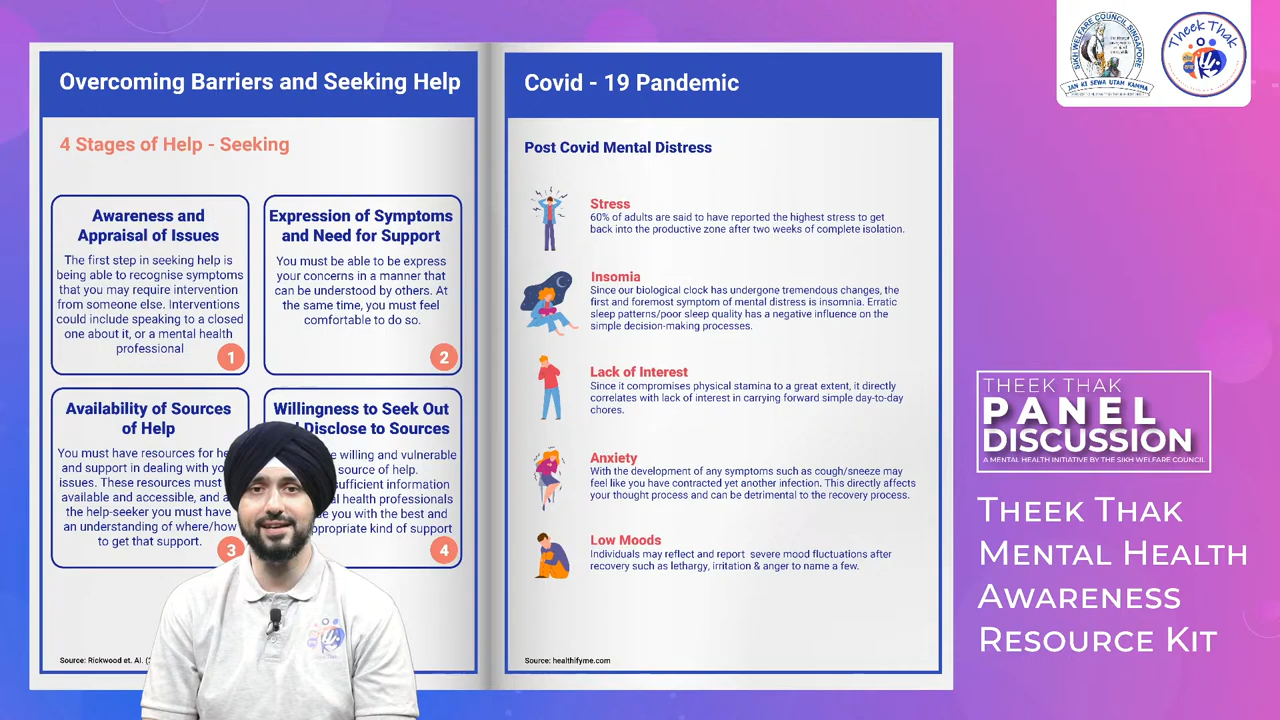 Overcoming Barriers and Seeking Help
4 Stages of Help - Seeking
Awareness and
Appraisal of Issues
The first step in seeking help is
being able to recognise symptoms
that you may require intervention
from someone else. Interventions
could include speaking to a closed
one about it, or a mental health
professional
1
Expression of Symptoms
and Need for Support
You must be able to be express
your concerns in a manner that
can be understood by others. At
the same time, you must feel
comfortable to do so.
2
Availability of Sources
of Help
You must have resources for
and support in dealing with
issues. These resources must
available and accessible, and
the help-seeker you must have
an understanding of where/how
to get that support.
3
Willingness to Seek Out
Disclose to Sources
willing and vulnerable
source of help.
sufficient information
health professionals
you with the best and
kind of support
4
Source: Rickwood et. Al.
Covid - 19 Pandemic
Post Covid Mental Distress
Stress
60% of adults are said to have reported the highest stress to get
back into the productive zone after two weeks of complete isolation.
Insomia
Since our biological clock has undergone tremendous changes, the
first and foremost symptom of mental distress is insomnia. Erratic
sleep patterns/poor sleep quality has a negative influence on the
simple decision-making processes.
Lack of Interest
Since it compromises physical stamina to a great extent, it directly
correlates with lack of interest in carrying forward simple day-to-day
chores.
Anxiety
With the development of any symptoms such as cough/sneeze may
feel like you have contracted yet another infection. This directly affects
your thought process and can be detrimental to the recovery process.
Low Moods
Individuals may reflect and report severe mood fluctuations after
recovery such as lethargy, irritation & anger to name a few.
Source: healthifyme.com
SIKH WELFARE COUNCIL SINGAPORE
JAN KI SEWA UTAM KAMMA
Theek Thak
THEEK THAK
PANEL
DISCUSSION
A MENTAL HEALTH INITIATIVE BY THE SIKH WELFARE COUNCIL
THEEK THAK
MENTAL HEALTH
AWARENESS
RESOURCE KIT